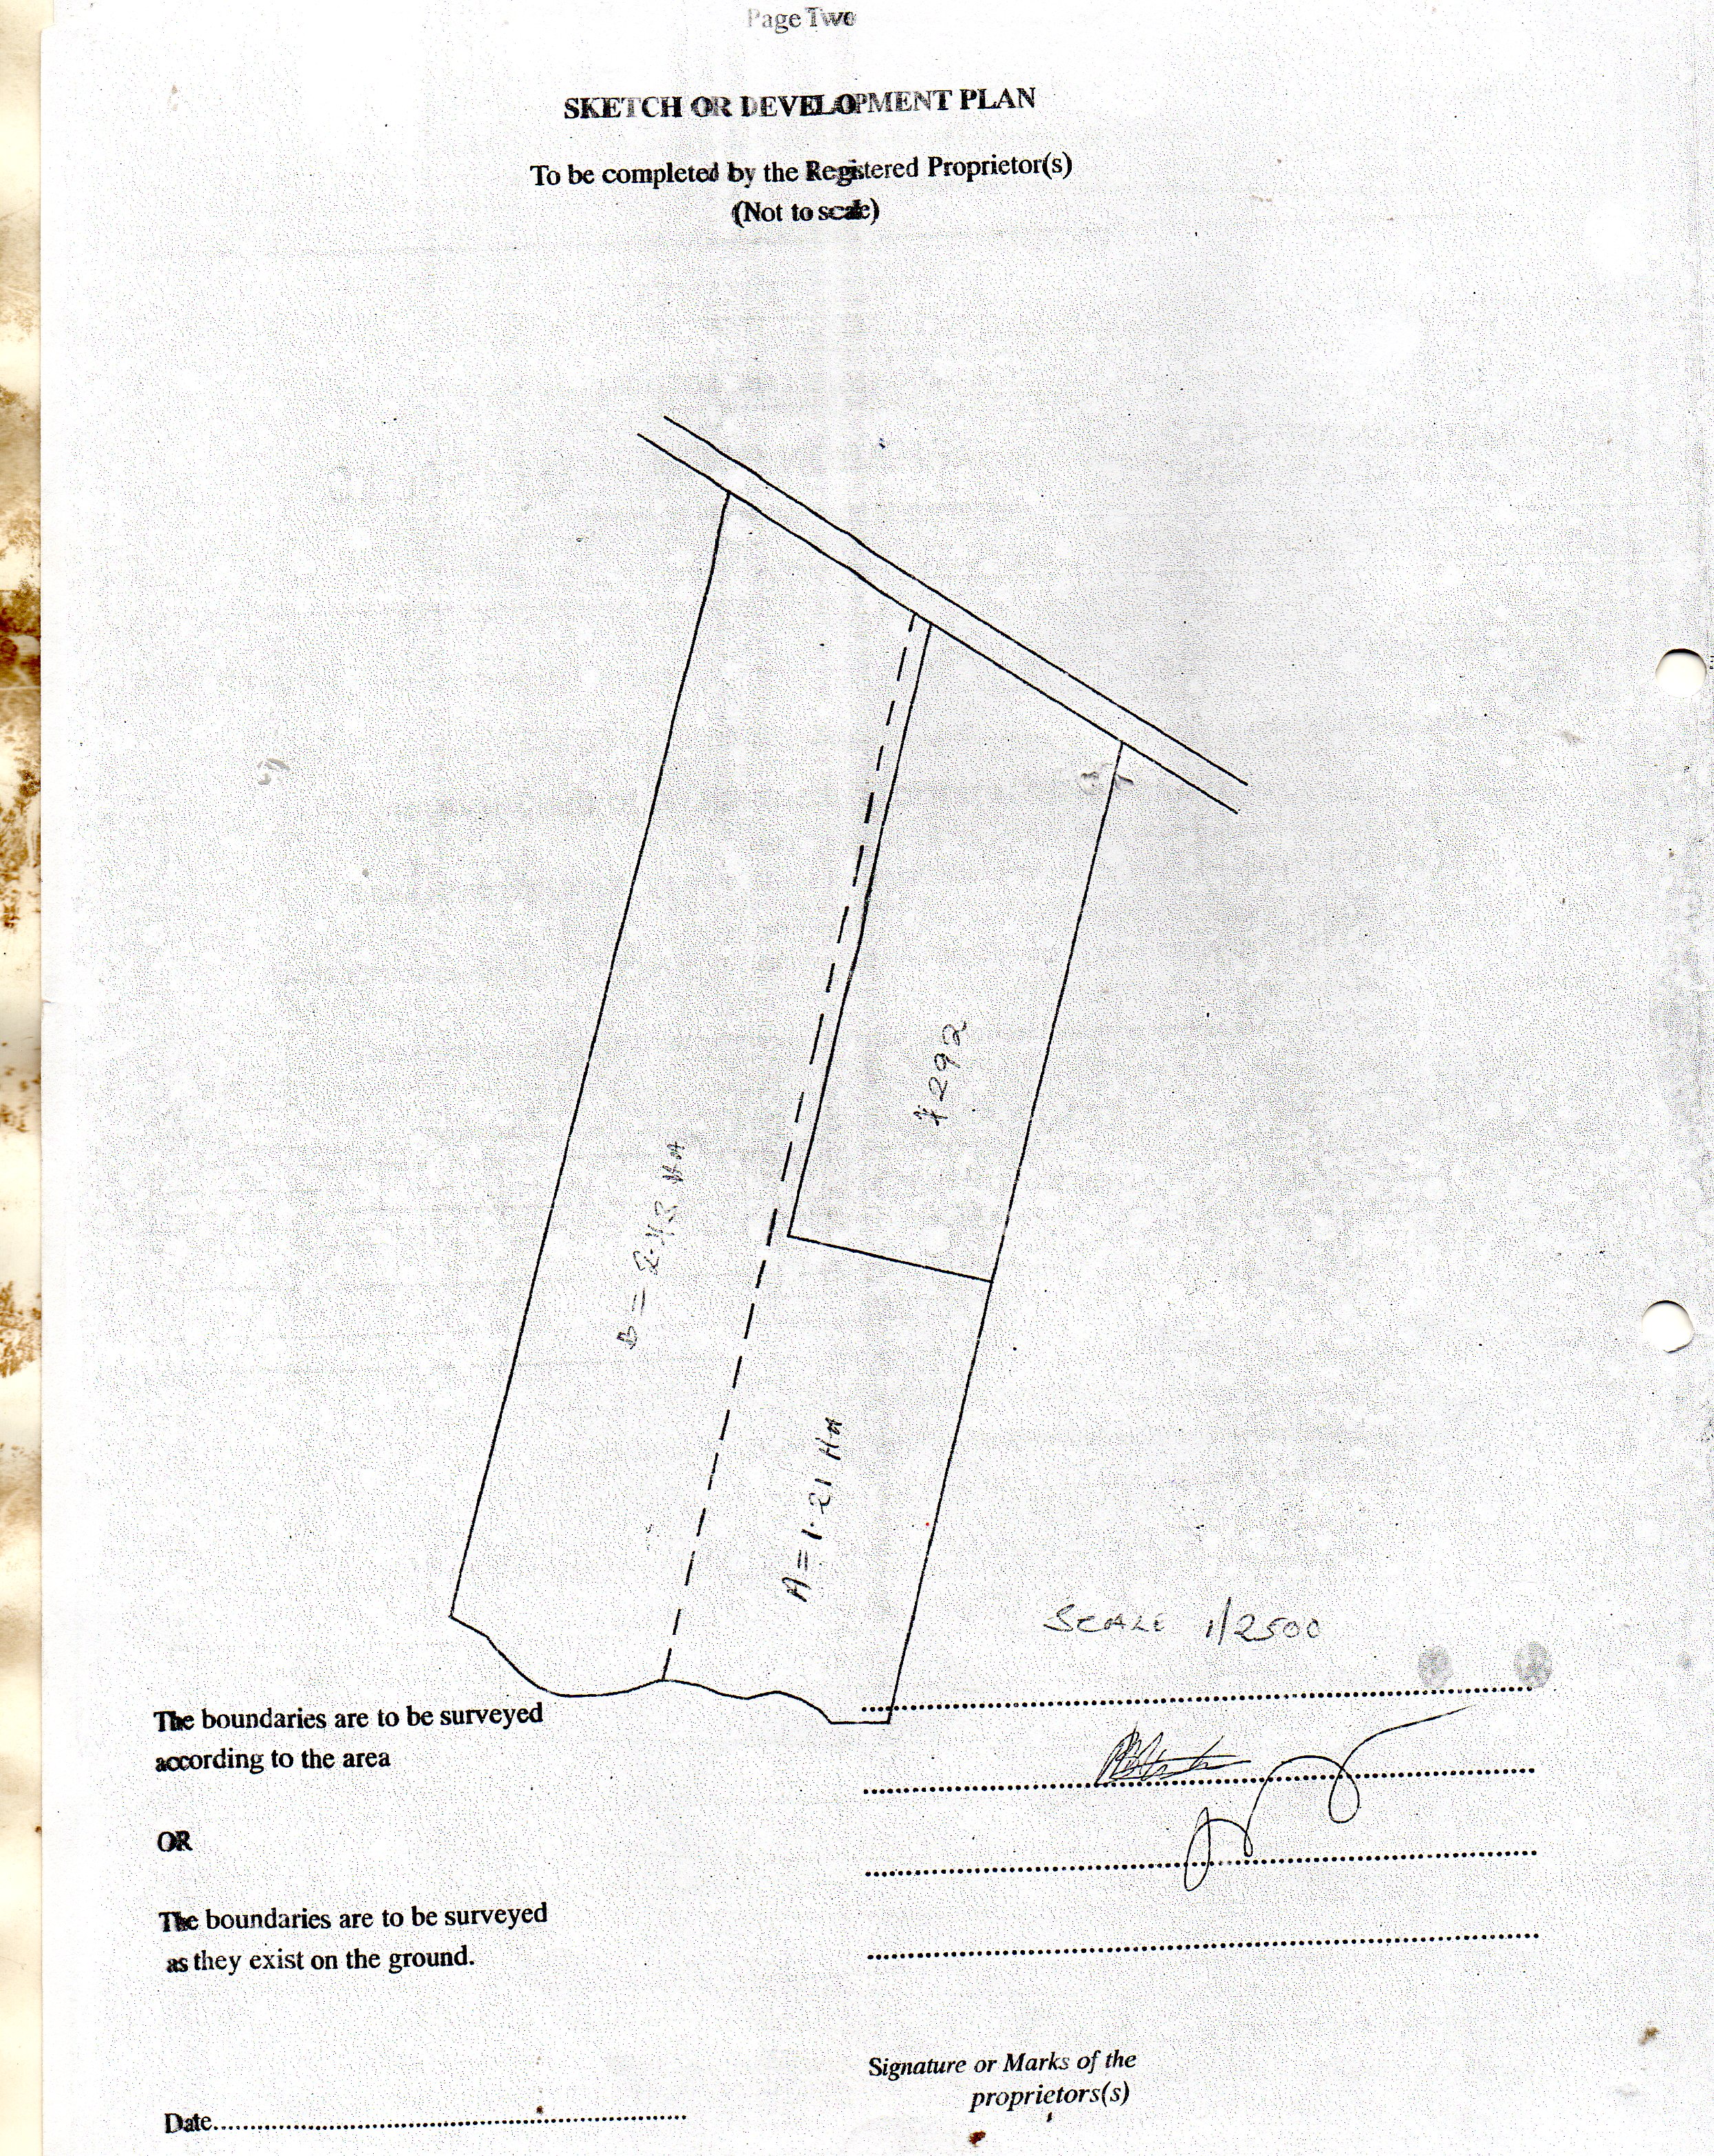 Page Two
SKETCH OR DEVELOPMENT PLAN
To be completed by the Registered Proprietor(s)
(Not to scale)
292
B = 2.43 HA
A = 1.21 HA
SCALE 1/2500
The boundaries are to be surveyed
according to the area
OR
The boundaries are to be surveyed
as they exist on the ground.
Signature or Marks of the
proprietors(s)
Date